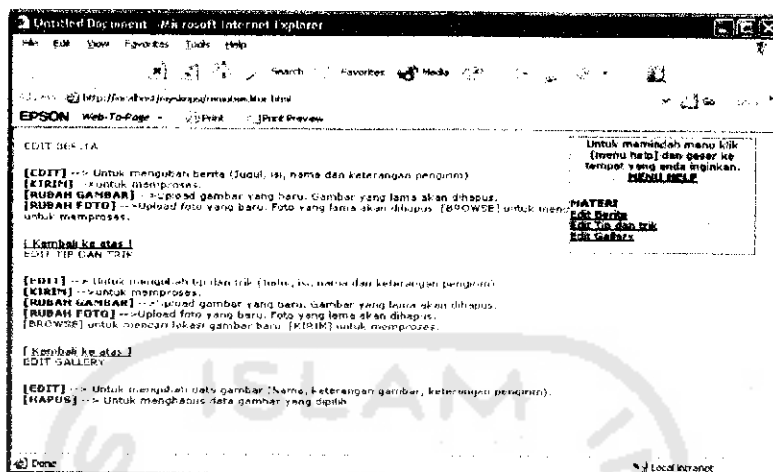 Untitled Document - Microsoft Internet Explorer
File Edit View Favorites Tools Help
Search Favorites Media
Go
EPSON Web-To-Page Print Print Preview
EDIT BERITA
[EDIT] --> Untuk mengubah berita (Judul, isi, nama dan keterangan pengirim)
[KIRIM] -->untuk memproses.
[RUBAH GAMBAR] -->Upload gambar yang baru. Gambar yang lama akan dihapus.
[RUBAH FOTO] -->Upload foto yang baru. Foto yang lama akan dihapus. [BROWSE] untuk
untuk memproses.
[ Kembali ke atas ]
EDIT TIP DAN TRIK
[EDIT] --> Untuk mengubah tip dan trik (Judul, isi, nama dan keterangan pengirim)
[KIRIM] -->untuk memproses.
[RUBAH GAMBAR] -->Upload gambar yang baru. Gambar yang lama akan dihapus.
[RUBAH FOTO] -->Upload foto yang baru. Foto yang lama akan dihapus.
[BROWSE] untuk mencari lokasi gambar baru. [KIRIM] untuk memproses.
[ Kembali ke atas ]
EDIT GALLERY
[EDIT] --> Untuk mengubah data gambar (Nama, keterangan gambar, keterangan pengirim).
[HAPUS] --> Untuk menghapus data gambar yang dipilih
Untuk memindah menu klik
[menu help] dan geser ke
tempat yang anda inginkan.
MENU HELP
MATERI
Edit Berita
Edit Tip dan trik
Edit Gallery
Done
Local intranet
ISLAM